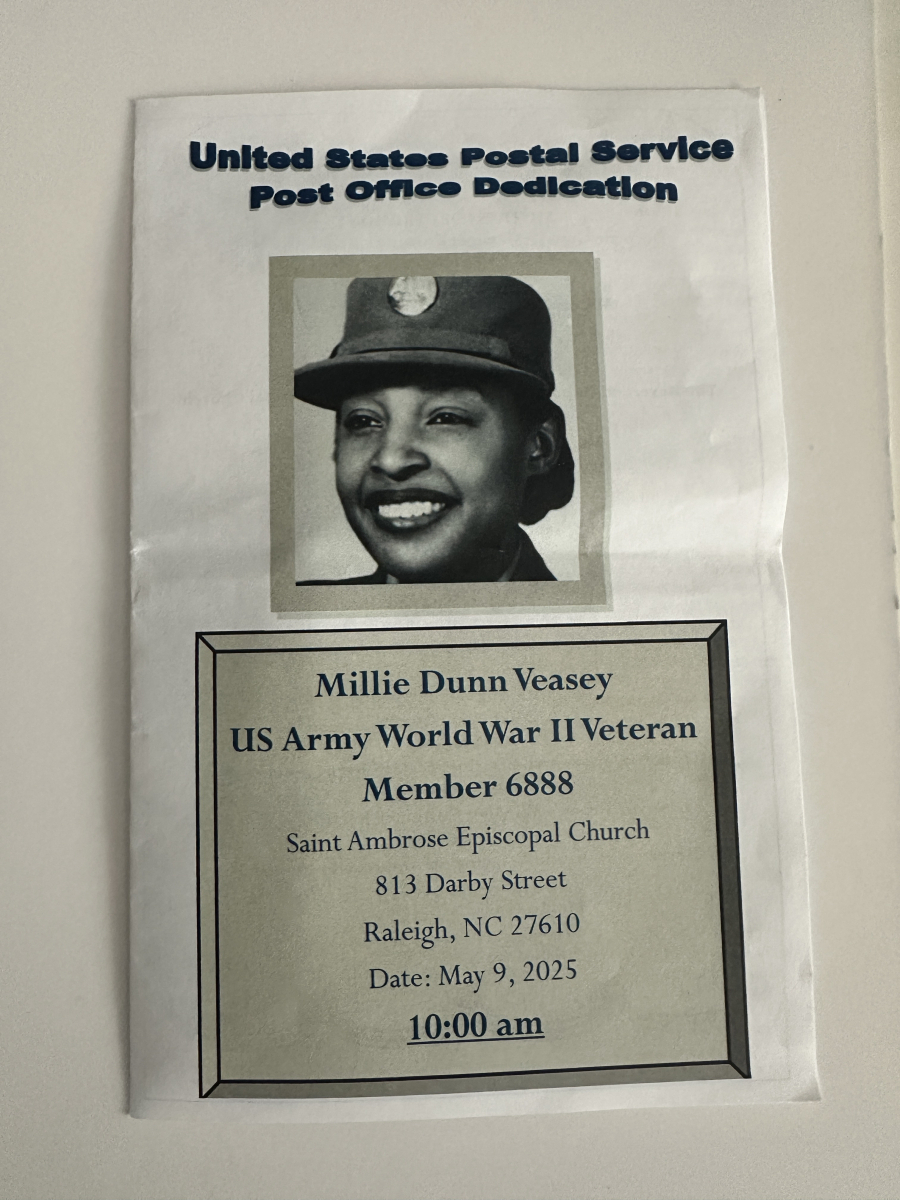 United States Postal Service
Post Office Dedication
Millie Dunn Veasey
US Army World War II Veteran
Member 6888
Saint Ambrose Episcopal Church
813 Darby Street
Raleigh, NC 27610
Date: May 9, 2025
10:00 am